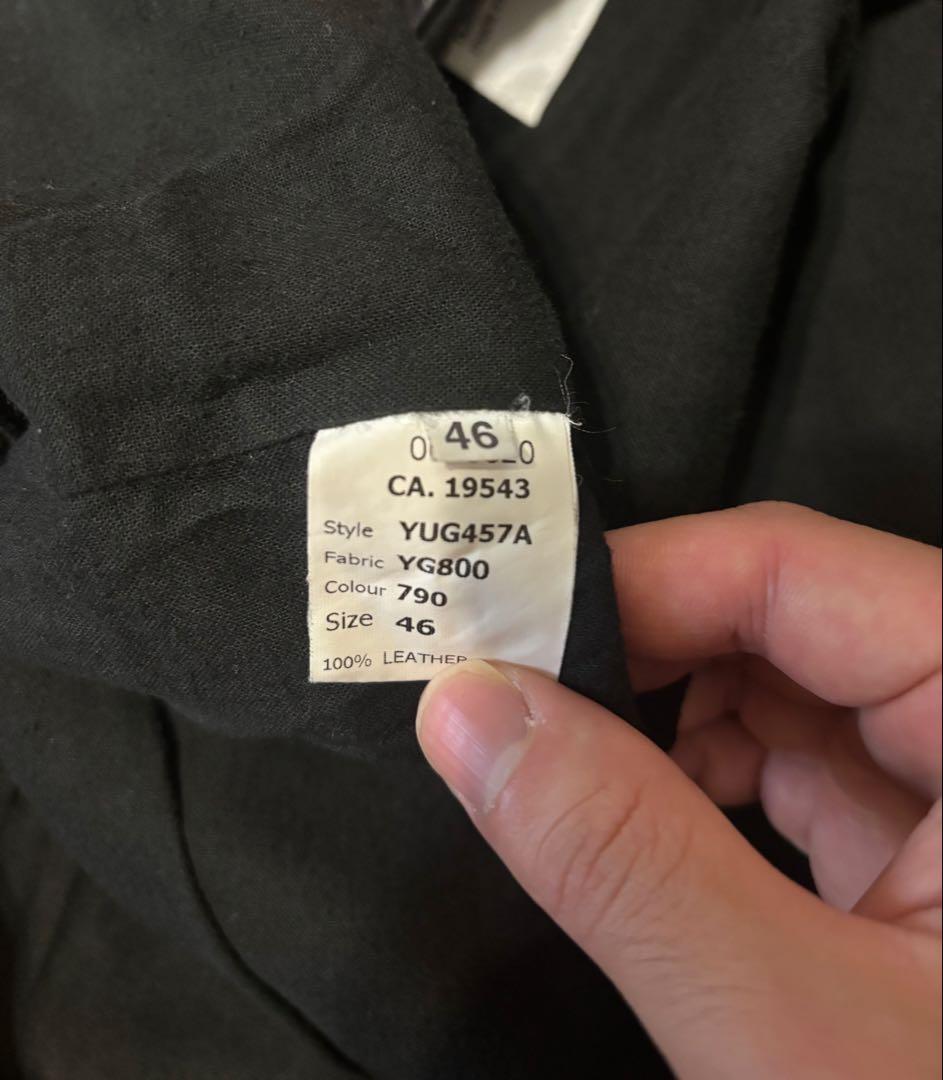 46
CA. 19543
Style YUG457A
Fabric YG800
Colour 790
Size 46
100% LEATHER